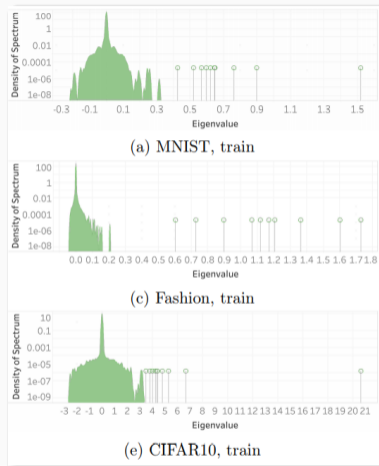 Density of Spectrum
100
1
0.01
0.0001
1e-06
1e-08
-0.3 -0.1 0.1 0.3 0.5 0.7 0.9 1.1 1.3 1.5
Eigenvalue
(a) MNIST, train
Density of Spectrum
100
1
0.01
0.0001
1e-06
1e-08
0.0 0.1 0.2 0.3 0.4 0.5 0.6 0.7 0.8 0.9 1.0 1.1 1.2 1.3 1.4 1.5 1.6 1.7 1.8
Eigenvalue
(c) Fashion, train
Density of Spectrum
10
0.1
0.001
1e-05
1e-07
1e-09
-3 -2 -1 0 1 2 3 4 5 6 7 8 9 10 11 12 13 14 15 16 17 18 19 20 21
Eigenvalue
(e) CIFAR10, train